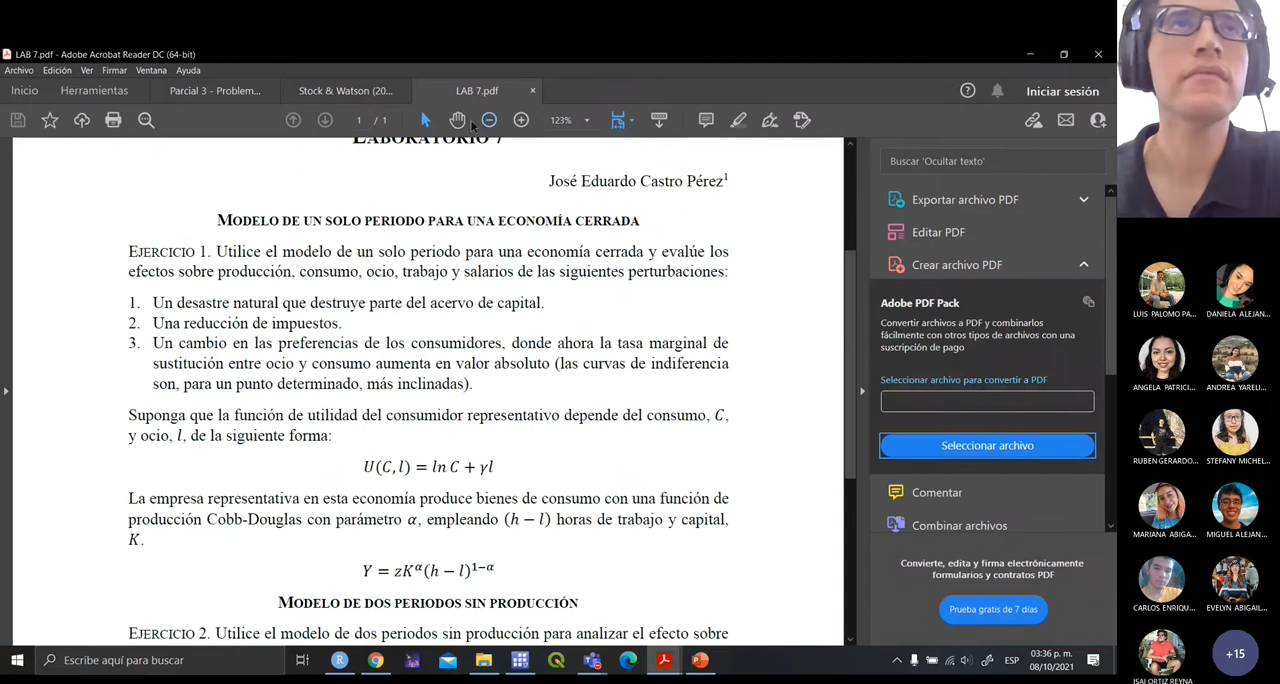 LAB 7.pdf - Adobe Acrobat Reader DC (64-bit)
Archivo Edición Ver Firmar Ventana Ayuda
Inicio Herramientas Parcial 3 - Problem... Stock & Watson (20... LAB 7.pdf × Iniciar sesión
1 / 1 123%
LABORATORIO 7
José Eduardo Castro Pérez¹
MODELO DE UN SOLO PERIODO PARA UNA ECONOMÍA CERRADA
EJERCICIO 1. Utilice el modelo de un solo periodo para una economía cerrada y evalúe los
efectos sobre producción, consumo, ocio, trabajo y salarios de las siguientes perturbaciones:
1. Un desastre natural que destruye parte del acervo de capital.
2. Una reducción de impuestos.
3. Un cambio en las preferencias de los consumidores, donde ahora la tasa marginal de
sustitución entre ocio y consumo aumenta en valor absoluto (las curvas de indiferencia
son, para un punto determinado, más inclinadas).
Suponga que la función de utilidad del consumidor representativo depende del consumo, C,
y ocio, l, de la siguiente forma:
U(C, l) = ln C + γl
La empresa representativa en esta economía produce bienes de consumo con una función de
producción Cobb-Douglas con parámetro α, empleando (h − l) horas de trabajo y capital,
K.
Y = zK^α(h − l)^1−α
MODELO DE DOS PERIODOS SIN PRODUCCIÓN
EJERCICIO 2. Utilice el modelo de dos periodos sin producción para analizar el efecto sobre
Buscar 'Ocultar texto'
Exportar archivo PDF
Editar PDF
Crear archivo PDF
Adobe PDF Pack
Convertir archivos a PDF y combinarlos
fácilmente con otros tipos de archivos con una
suscripción de pago
Seleccionar archivo para convertir a PDF
Seleccionar archivo
Comentar
Combinar archivos
Convierte, edita y firma electrónicamente
formularios y contratos PDF
Prueba gratis de 7 días
LUIS PALOMO PA... DANIELA ALEJAN...
ANGELA PATRICI... ANDREA YARELI...
RUBEN GERARDO... STEFANY MICHEL...
MARIANA ABIGA... MIGUEL ALEJAN...
CARLOS ENRIQU... EVELYN ABIGAIL...
ISAI ORTIZ REYNA +15
Escribe aquí para buscar
ESP 03:36 p. m.
08/10/2021